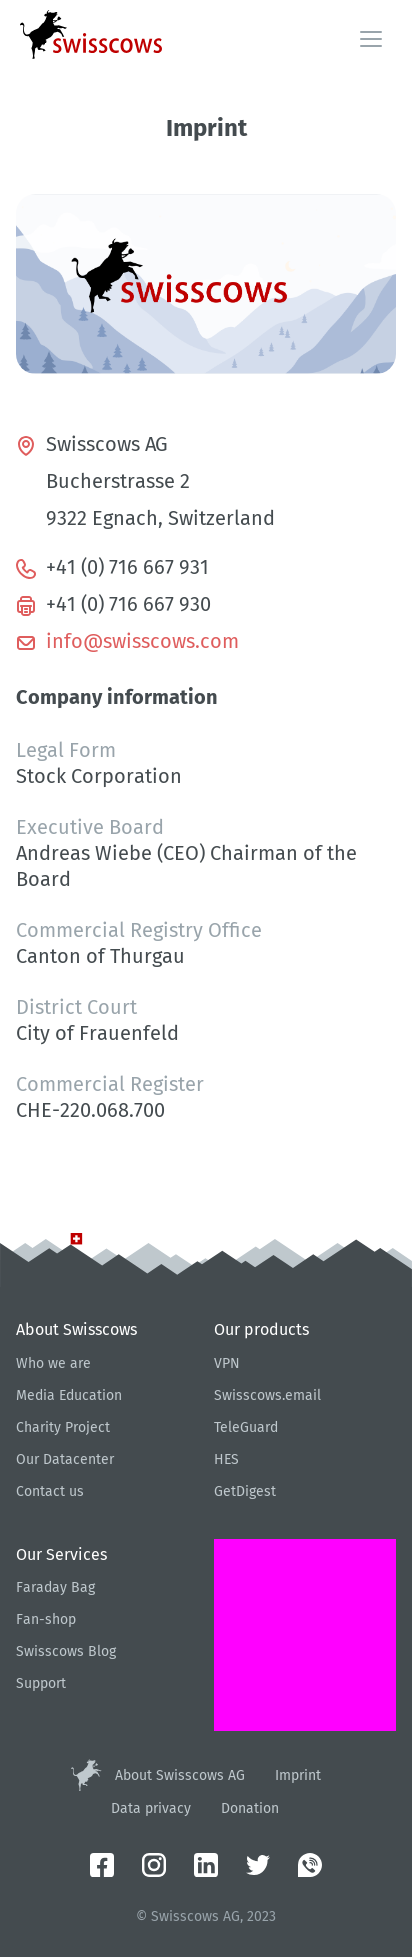 swisscows
Imprint
swisscows
Swisscows AG
Bucherstrasse 2
9322 Egnach, Switzerland
+41 (0) 716 667 931
+41 (0) 716 667 930
info@swisscows.com
Company information
Legal Form
Stock Corporation
Executive Board
Andreas Wiebe (CEO) Chairman of the
Board
Commercial Registry Office
Canton of Thurgau
District Court
City of Frauenfeld
Commercial Register
CHE-220.068.700
About Swisscows
Who we are
Media Education
Charity Project
Our Datacenter
Contact us
Our products
VPN
Swisscows.email
TeleGuard
HES
GetDigest
Our Services
Faraday Bag
Fan-shop
Swisscows Blog
Support
About Swisscows AG Imprint
Data privacy Donation
© Swisscows AG, 2023